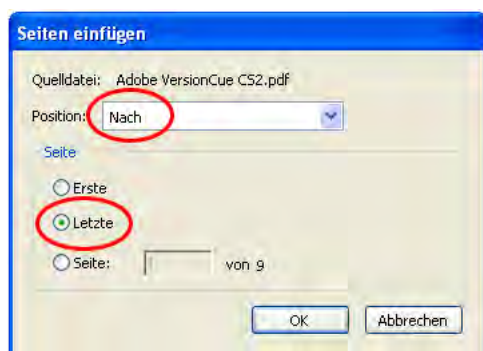 Seiten einfügen
Quelldatei: Adobe VersionCue CS2.pdf
Position: Nach
Seite
Erste
Letzte
Seite: 1 von 9
OK Abbrechen